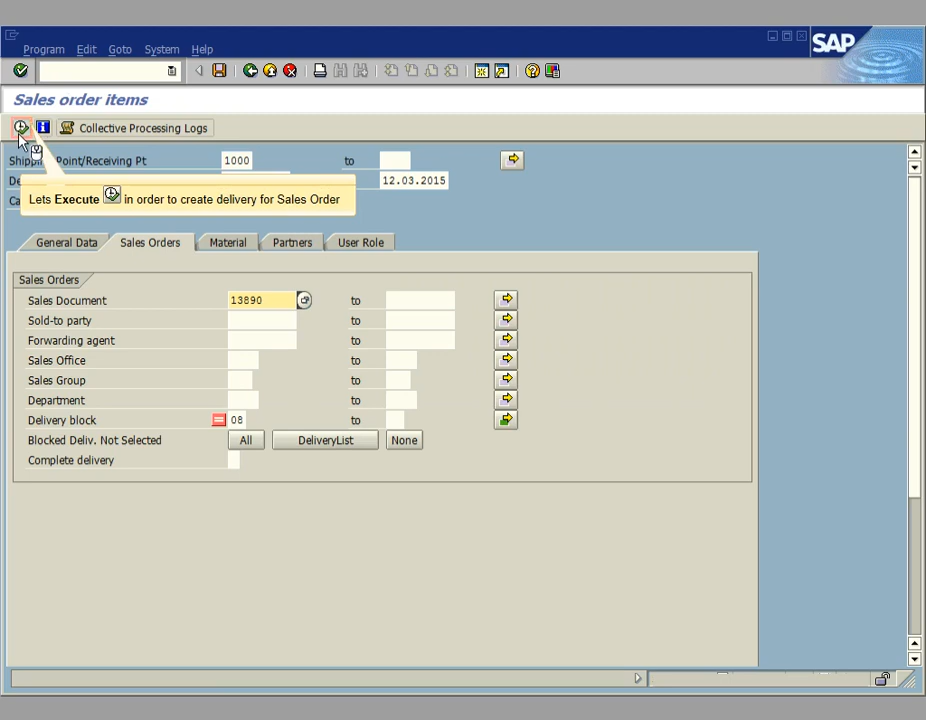 Program Edit Goto System Help
SAP
Sales order items
Collective Processing Logs
Point/Receiving Pt 1000 to
12.03.2015
Lets Execute in order to create delivery for Sales Order
General Data Sales Orders Material Partners User Role
Sales Orders
Sales Document 13890 to
Sold-to party to
Forwarding agent to
Sales Office to
Sales Group to
Department to
Delivery block 08 to
Blocked Deliv. Not Selected All DeliveryList None
Complete delivery